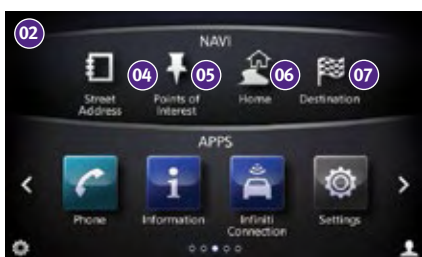 02
NAVI
04 05 06 07
Street Address
Points of Interest
Home
Destination
APPS
Phone
Information
Infiniti Connection
Settings